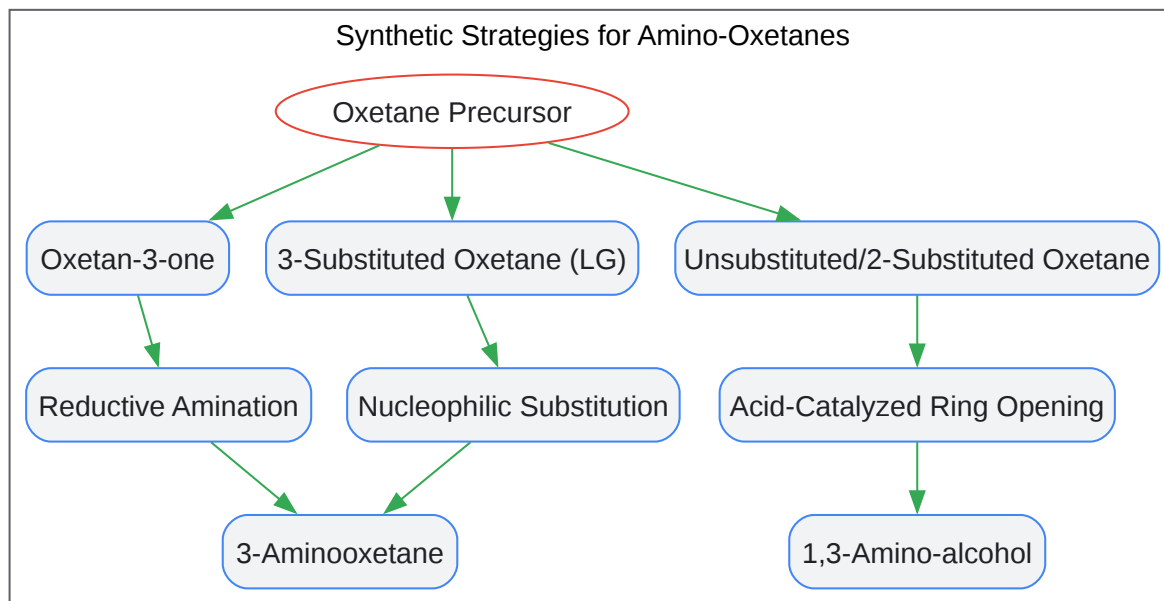 Synthetic Strategies for Amino-Oxetanes
Oxetane Precursor
Oxetan-3-one
3-Substituted Oxetane (LG)
Unsubstituted/2-Substituted Oxetane
Reductive Amination
Nucleophilic Substitution
Acid-Catalyzed Ring Opening
3-Aminooxetane
1,3-Amino-alcohol